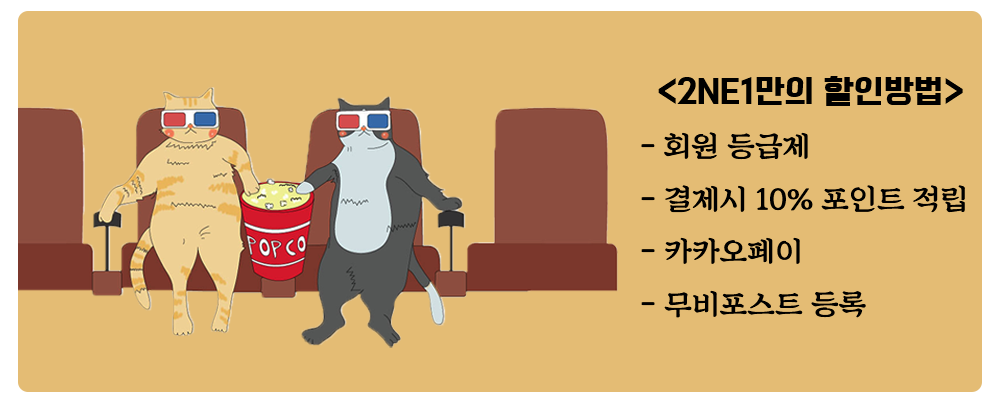 <2NE1만의 할인방법>
- 회원 등급제
- 결제시 10% 포인트 적립
- 카카오페이
- 무비포스트 등록
POPCO